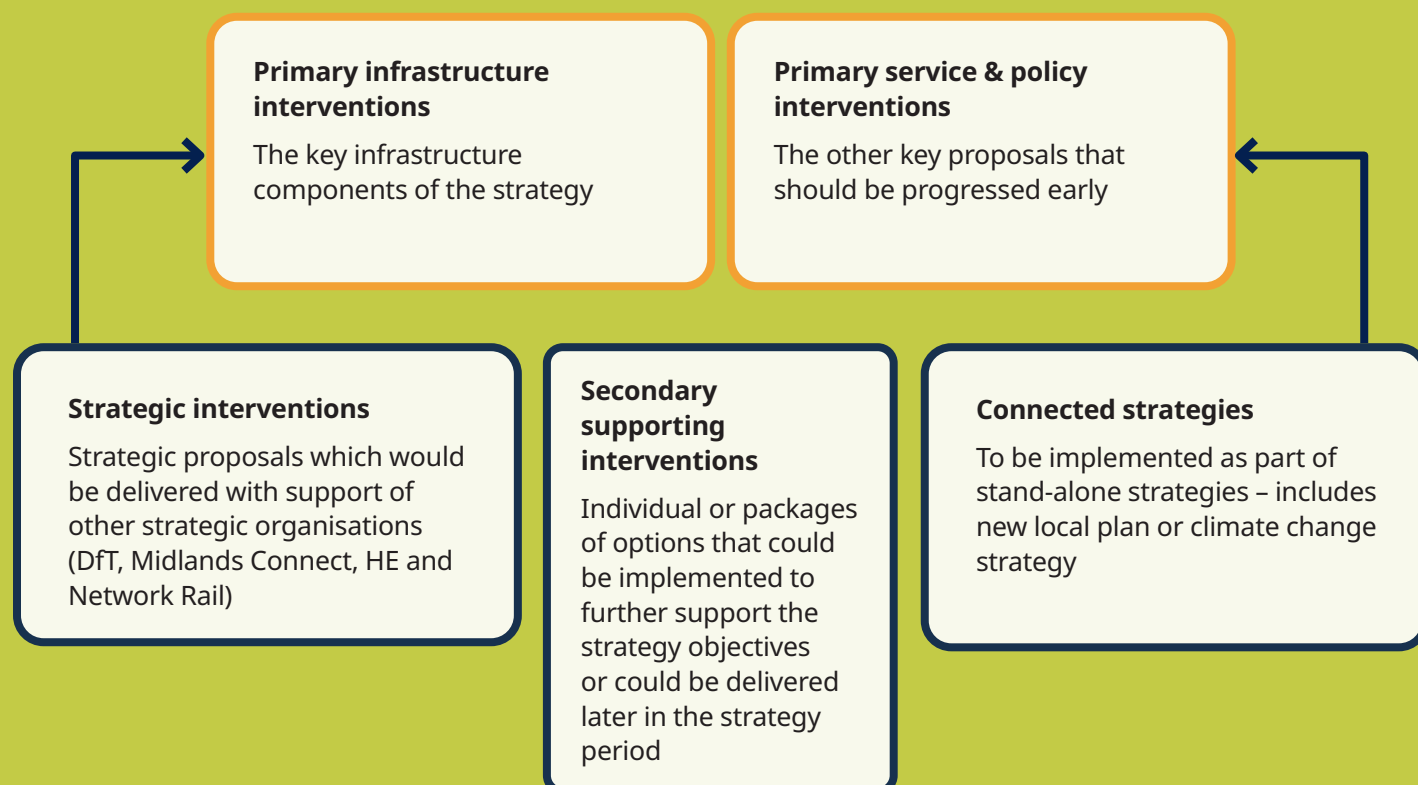 Primary infrastructure
interventions
The key infrastructure
components of the strategy
Primary service & policy
interventions
The other key proposals that
should be progressed early
Strategic interventions
Strategic proposals which would
be delivered with support of
other strategic organisations
(DfT, Midlands Connect, HE and
Network Rail)
Secondary
supporting
interventions
Individual or packages
of options that could
be implemented to
further support the
strategy objectives
or could be delivered
later in the strategy
period
Connected strategies
To be implemented as part of
stand-alone strategies – includes
new local plan or climate change
strategy